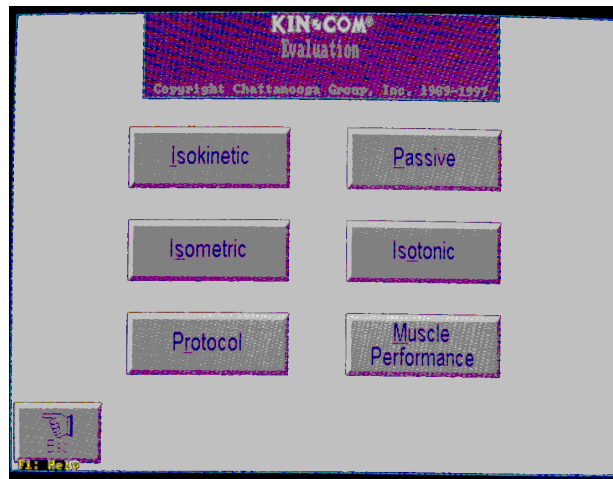 KIN-COM®
Evaluation
Copyright Chattanooga Group, Inc. 1989-1997
Isokinetic
Passive
Isometric
Isotonic
Protocol
Muscle
Performance
F1: Help